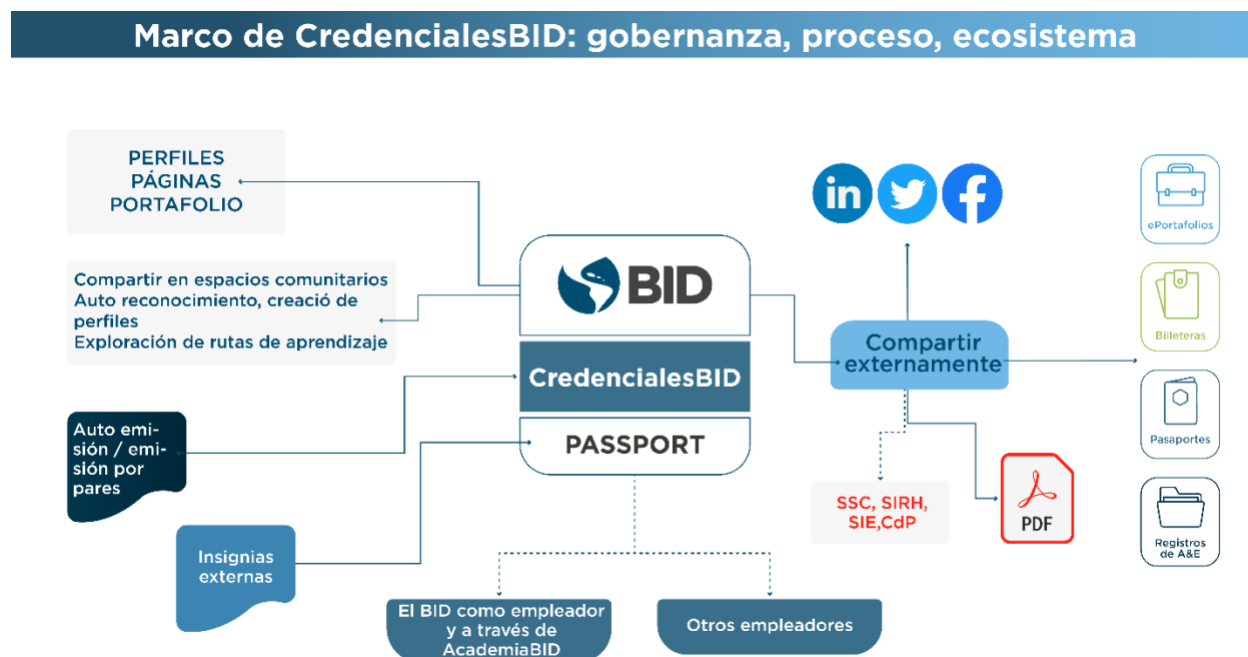 Marco de CredencialesBID: gobernanza, proceso, ecosistema
PERFILES
PÁGINAS
PORTAFOLIO
Compartir en espacios comunitarios
Auto reconocimiento, creació de
perfiles
Exploración de rutas de aprendizaje
Auto emi-
sión / emi-
sión por
pares
Insignias
externas
BID
CredencialesBID
PASSPORT
El BID como empleador
y a través de
AcademiaBID
Otros empleadores
in
f
Compartir
externamente
SSC, SIRH,
SIE,CdP
PDF
ePortafolios
Billeteras
Pasaportes
Registros
de A&E